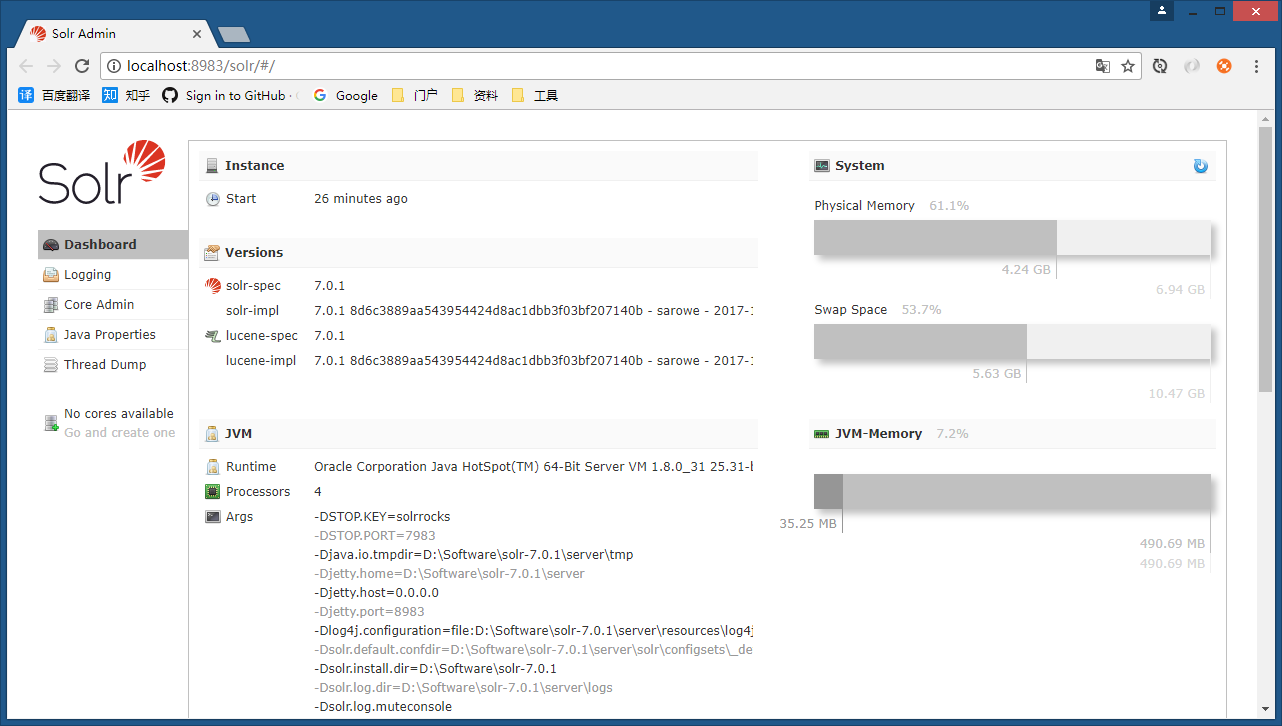 Solr Admin
localhost:8983/solr/#/
译 百度翻译 知 知乎 Sign in to GitHub · Google 门户 资料 工具
Solr
Dashboard
Logging
Core Admin
Java Properties
Thread Dump
No cores available
Go and create one
Instance
Start 26 minutes ago
Versions
solr-spec 7.0.1
solr-impl 7.0.1 8d6c3889aa543954424d8ac1dbb3f03bf207140b - sarowe - 2017-1
lucene-spec 7.0.1
lucene-impl 7.0.1 8d6c3889aa543954424d8ac1dbb3f03bf207140b - sarowe - 2017-1
JVM
Runtime Oracle Corporation Java HotSpot(TM) 64-Bit Server VM 1.8.0_31 25.31-b
Processors 4
Args -DSTOP.KEY=solrrocks
-DSTOP.PORT=7983
-Djava.io.tmpdir=D:\Software\solr-7.0.1\server\tmp
-Djetty.home=D:\Software\solr-7.0.1\server
-Djetty.host=0.0.0.0
-Djetty.port=8983
-Dlog4j.configuration=file:D:\Software\solr-7.0.1\server\resources\log4j
-Dsolr.default.confdir=D:\Software\solr-7.0.1\server\solr\configsets\_de
-Dsolr.install.dir=D:\Software\solr-7.0.1
-Dsolr.log.dir=D:\Software\solr-7.0.1\server\logs
-Dsolr.log.muteconsole
System
Physical Memory 61.1%
4.24 GB
6.94 GB
Swap Space 53.7%
5.63 GB
10.47 GB
JVM-Memory 7.2%
35.25 MB
490.69 MB
490.69 MB